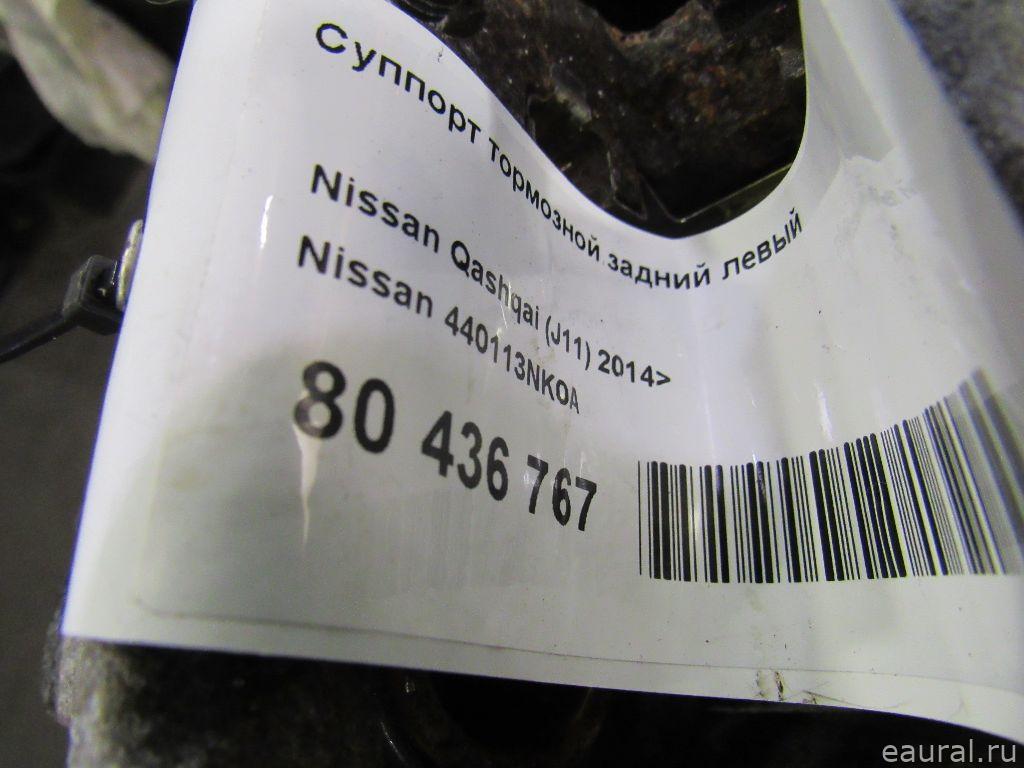 Суппорт тормозной задний левый
Nissan Qashqai (J11) 2014>
Nissan 440113NK0A
80 436 767
eaural.ru